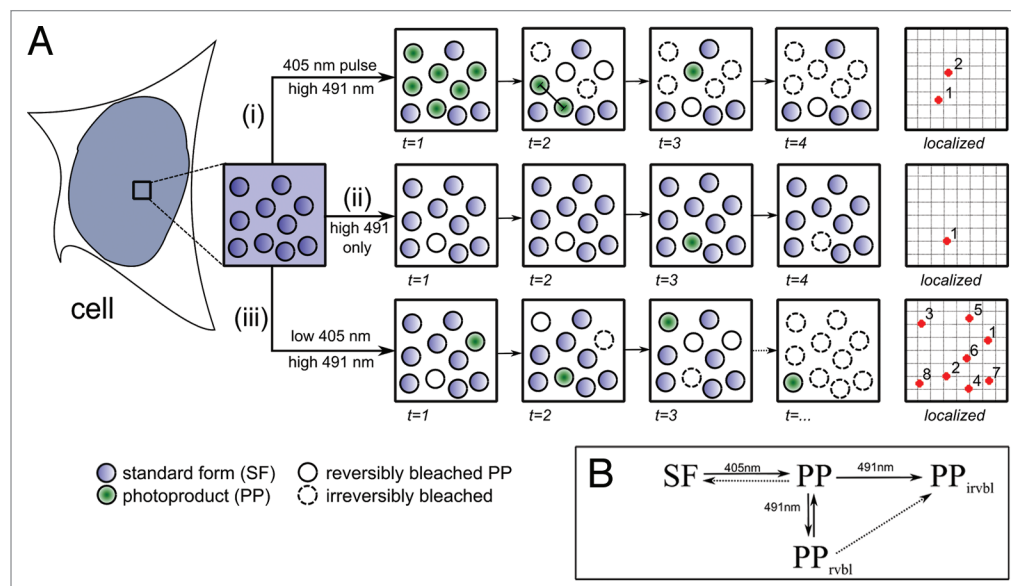 A
(i)
405 nm pulse
high 491 nm
t=1
t=2
t=3
t=4
2
1
localized
(ii)
high 491
only
t=1
t=2
t=3
t=4
1
localized
cell
(iii)
low 405 nm
high 491 nm
t=1
t=2
t=3
t=...
3
5
1
6
8
2
4
7
localized
standard form (SF)
reversibly bleached PP
photoproduct (PP)
irreversibly bleached
B
SF
405nm
PP
491nm
PPirvbl
491nm
PPrvbl